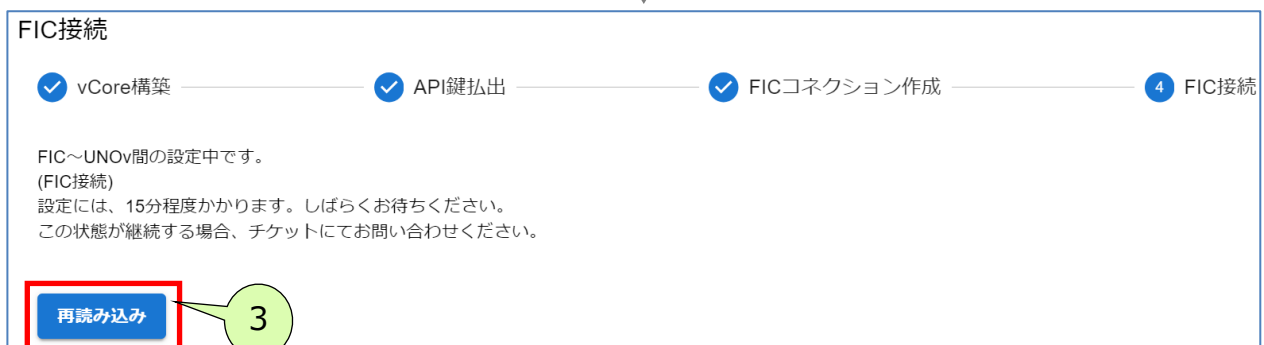 FIC接続
vCore構築
API鍵払出
FICコネクション作成
4 FIC接続
FIC～UNOv間の設定中です。
(FIC接続)
設定には、15分程度かかります。しばらくお待ちください。
この状態が継続する場合、チケットにてお問い合わせください。
再読み込み
3